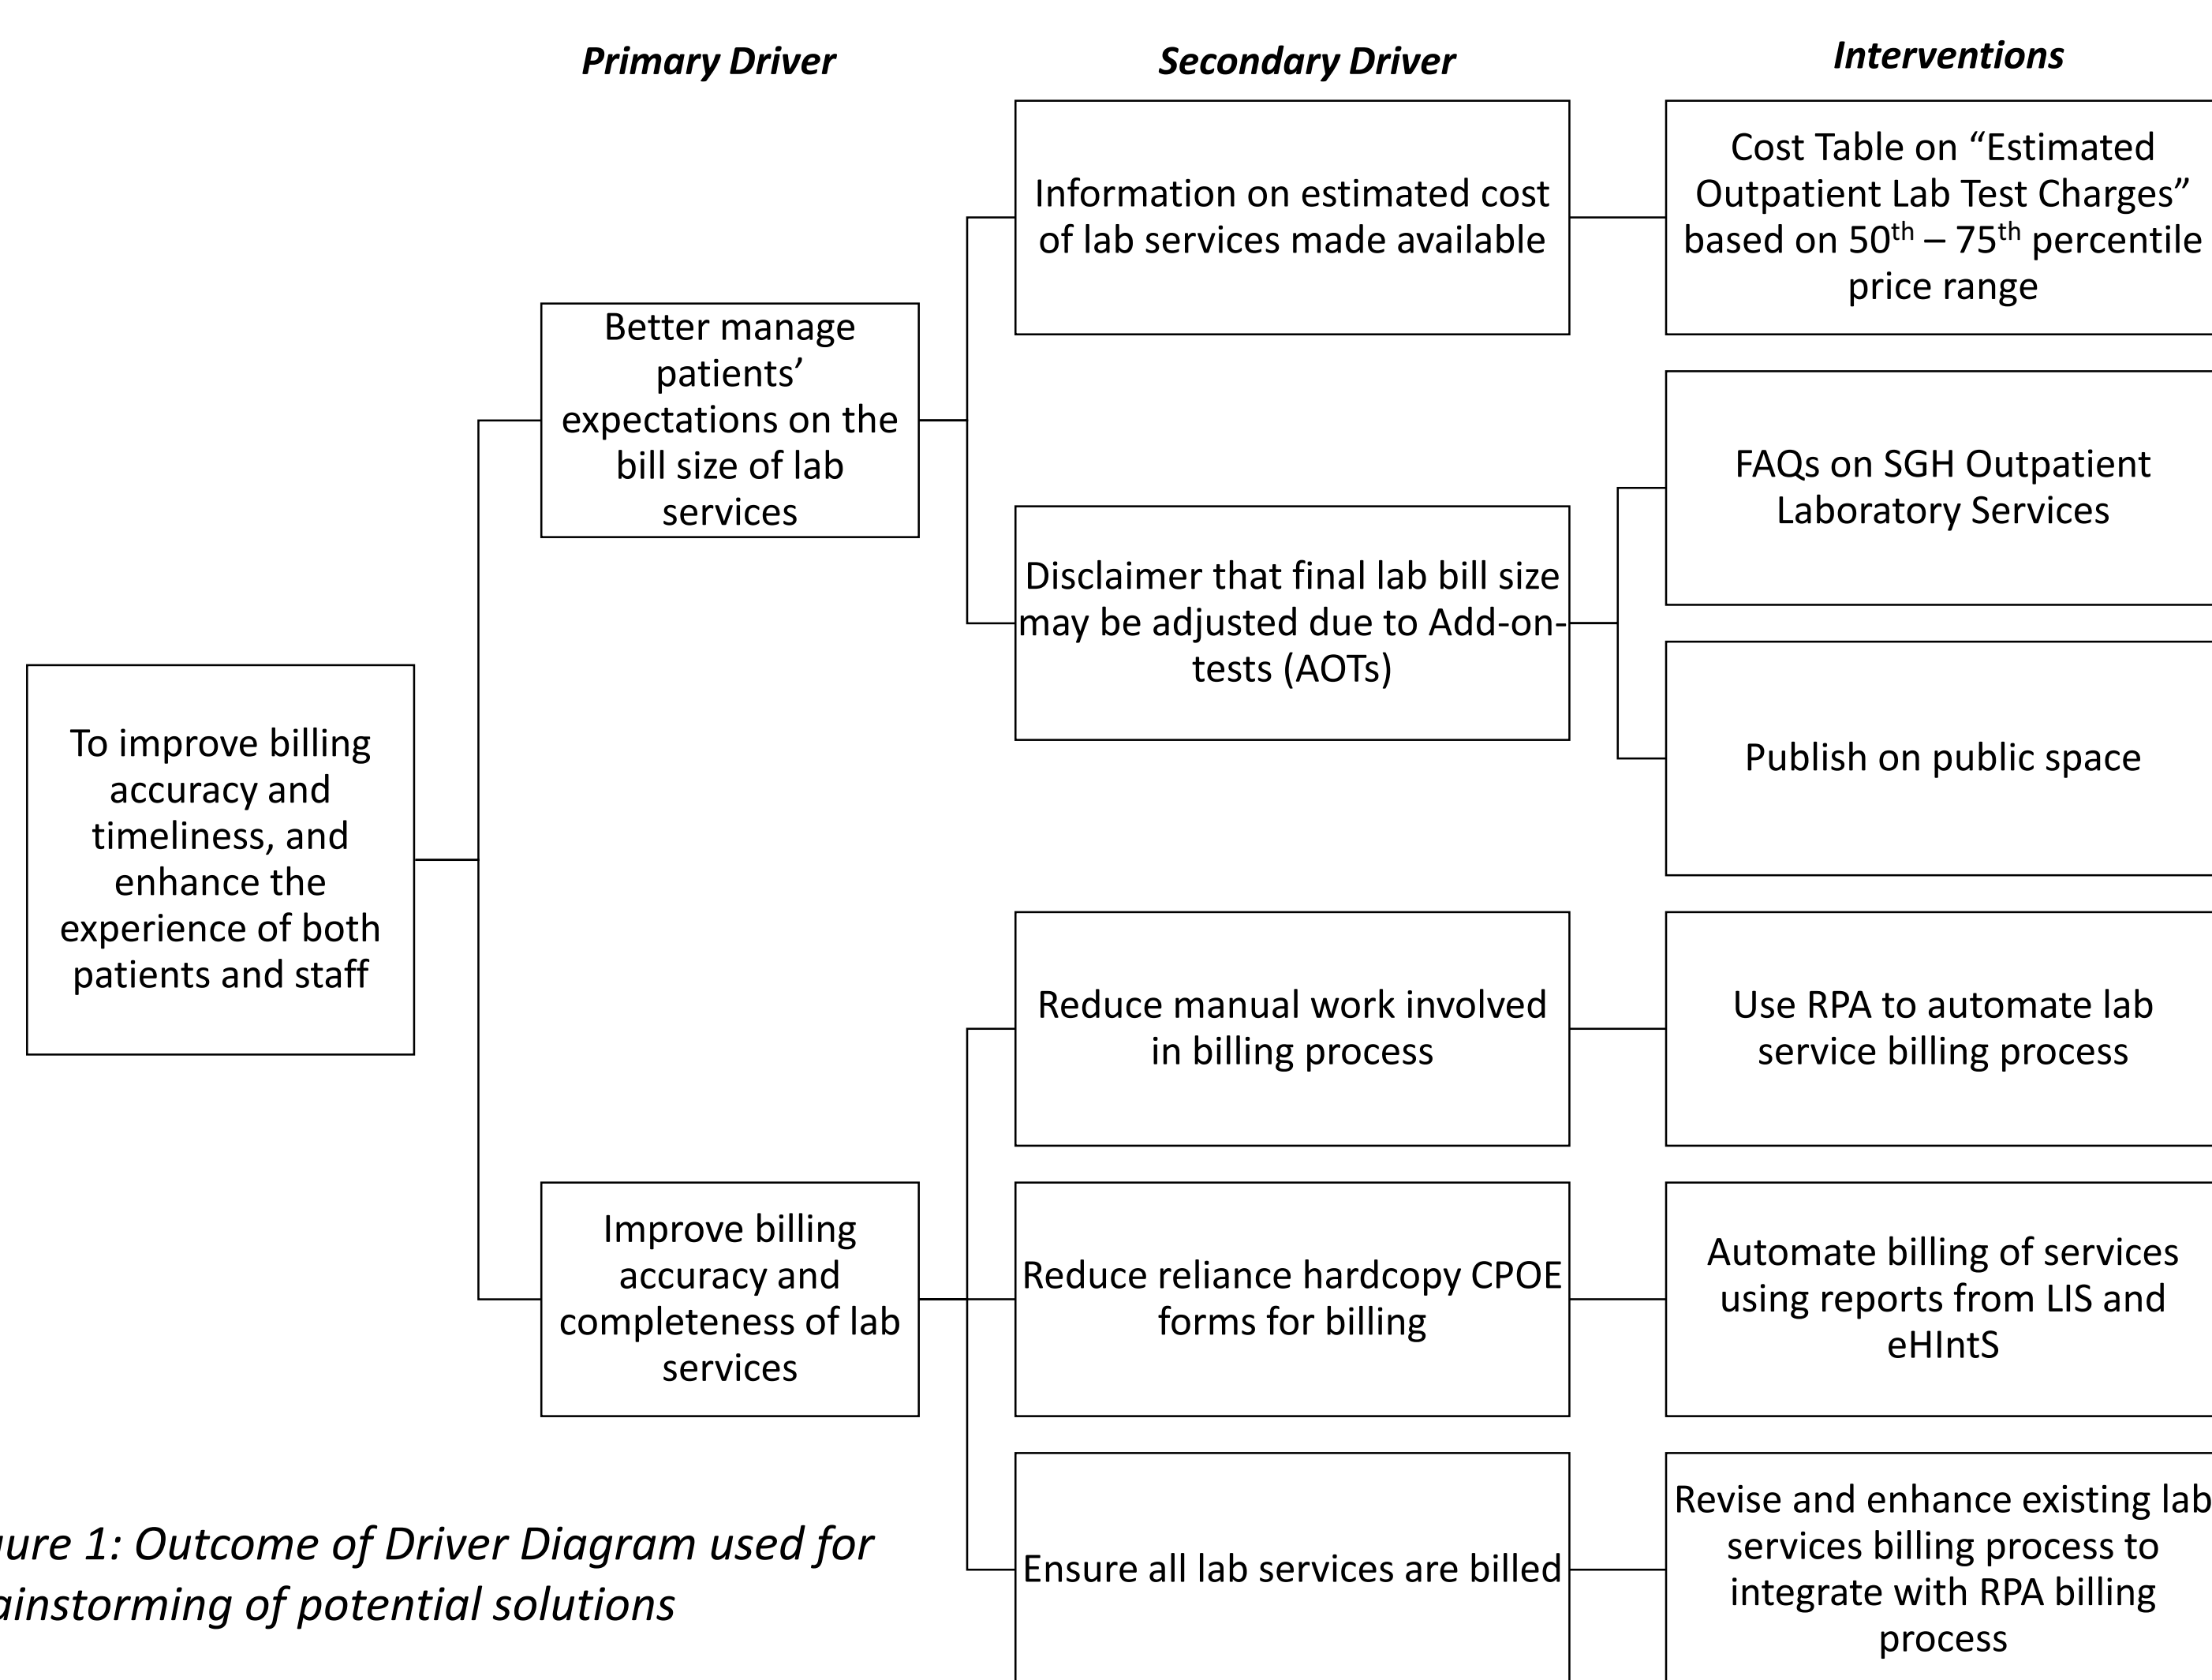 Primary Driver
Secondary Driver
Interventions
To improve billing
accuracy and
timeliness, and
enhance the
experience of both
patients and staff
Better manage
patients’
expectations on the
bill size of lab
services
Information on estimated cost
of lab services made available
Cost Table on “Estimated
Outpatient Lab Test Charges”
based on 50th – 75th percentile
price range
Disclaimer that final lab bill size
may be adjusted due to Add-on-
tests (AOTs)
FAQs on SGH Outpatient
Laboratory Services
Publish on public space
Improve billing
accuracy and
completeness of lab
services
Reduce manual work involved
in billing process
Use RPA to automate lab
service billing process
Reduce reliance hardcopy CPOE
forms for billing
Automate billing of services
using reports from LIS and
eHIntS
Ensure all lab services are billed
Revise and enhance existing lab
services billing process to
integrate with RPA billing
process
ure 1: Outcome of Driver Diagram used for
ainstorming of potential solutions